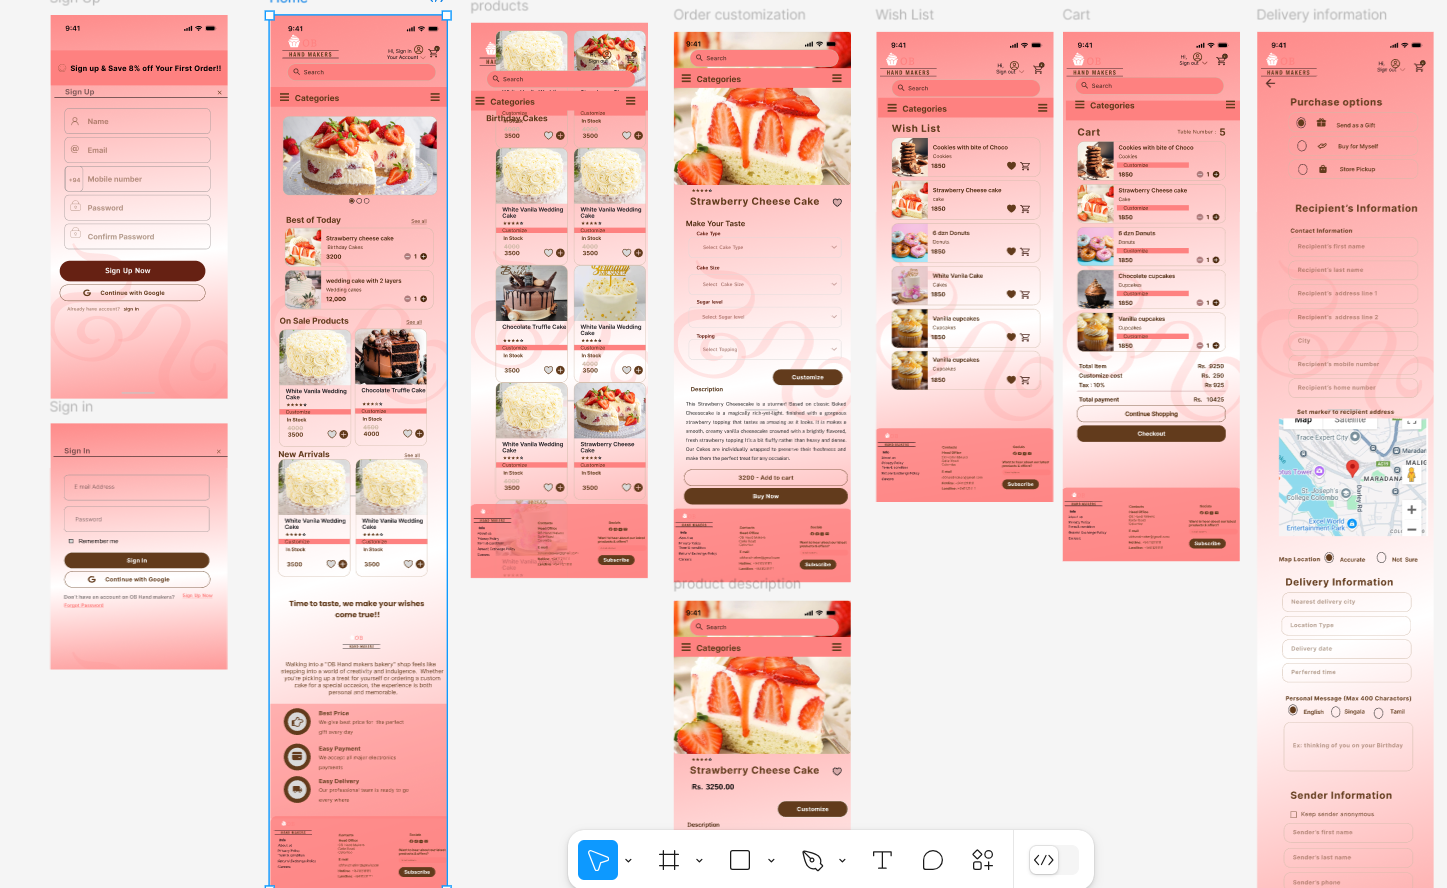 Sign Up
9:41
Sign up & Save 8% off Your First Order!!
Sign Up
Name
Email
+94
Mobile number
Password
Confirm Password
Sign Up Now
Continue with Google
Already have account? sign in
Sign in
Sign In
E mail Address
Password
Remember me
Sign In
Continue with Google
Don't have an account on OB Hand makers? Sign Up Now
Forgot Password
Home
9:41
OB
HAND MAKERS
Hi, Sign in
Your Account
Search
Categories
Best of Today
See all
Strawberry cheese cake
Birthday Cakes
3200
1
wedding cake with 2 layers
Wedding cakes
12,000
1
On Sale Products
See all
White Vanila Wedding Cake
Customize
In Stock
4000
3500
Chocolate Truffle Cake
Customize
In Stock
4500
4000
New Arrivals
See all
White Vanila Wedding Cake
Customize
In Stock
3500
White Vanila Wedding Cake
Customize
In Stock
3500
Time to taste, we make your wishes
come true!!
OB
HAND MAKERS
Walking into a "OB Hand makers bakery" shop feels like
stepping into a world of creativity and indulgence. Whether
you're picking up a treat for yourself or ordering a custom
cake for a special occasion, the experience is both
personal and memorable.
Best Price
We give best price for the perfect
gift every day
Easy Payment
We accept all major electronics
payments
Easy Delivery
Our professional team is ready to go
every where
Subscribe
products
9:41
Search
Categories
Birthday Cakes
3500
3500
White Vanila Wedding Cake
Customize
In Stock
4000
3500
White Vanila Wedding Cake
Customize
In Stock
4000
3500
Chocolate Truffle Cake
Customize
In Stock
3500
White Vanila Wedding Cake
Customize
In Stock
3500
White Vanila Wedding Cake
Customize
In Stock
3500
Strawberry Cheese Cake
Customize
In Stock
3500
Subscribe
Order customization
9:41
Search
Categories
Strawberry Cheese Cake
Make Your Taste
Cake Type
Select Cake Type
Cake Size
Select Cake Size
Sugar level
Select Sugar level
Topping
Select Topping
Custamize
Description
This Strawberry Cheesecake is a stunner! Based on classic Baked
Cheesecake is a magically rich-yet-light, finished with a gorgeous
strawberry topping that tastes as amazing as it looks. It is makes a
smooth, creamy vanilla cheesecake crowned with a brightly flavored,
fresh strawberry topping It's a bit fluffy rather than heavy and dense.
Our Cakes are individually wrapped to preserve their freshness and
make them the perfect treat for any occasion.
3200 - Add to cart
Buy Now
Subscribe
product description
9:41
Search
Categories
Strawberry Cheese Cake
Rs. 3250.00
Customize
Description
Wish List
9:41
HAND MAKERS
Hi,
Sign out
Search
Categories
Wish List
Cookies with bite of Choco
Cookies
1850
Strawberry Cheese cake
cake
1850
6 dzn Donuts
Donuts
1850
White Vanila Cake
Cakes
1850
Vanilla cupcakes
Cupcakes
1850
Vanilla cupcakes
Cupcakes
1850
Subscribe
Cart
9:41
OB
HAND MAKERS
Hi,
Sign out
Search
Categories
Cart
Table Number : 5
Cookies with bite of Choco
Cookies
Customize
1850
1
Strawberry Cheese cake
cake
Customize
1850
1
6 dzn Donuts
Donuts
Customize
1850
1
Chocolate cupcakes
Cupcakes
Customize
1850
1
Vanilla cupcakes
Cupcakes
Customize
1850
1
Total Item Rs. 9250
Customize cost Rs. 250
Tax : 10% Rs 925
Total payment Rs. 10425
Continue Shopping
Checkout
Subscribe
Delivery information
9:41
OB
HAND MAKERS
Hi,
Sign out
Purchase options
Send as a Gift
Buy for Myself
Store Pickup
Recipient's Information
Contact Information
Recipient's first name
Recipient's last name
Recipient's address line 1
Recipient's address line 2
City
Recipient's mobile number
Recipient's home number
Set marker to recipient address
Map
Satellite
Trace Expert City
MARADANA
St. Joseph's
College Colombo
Excel World
Entertainment Park
Map Location Accurate Not Sure
Delivery Information
Nearest delivery city
Location Type
Delivery date
Perferred time
Personal Message (Max 400 Characters)
English Singala Tamil
Ex: thinking of you on your Birthday
Sender Information
Keep sender annonymous
Sender's first name
Sender's last name
Sender's phone